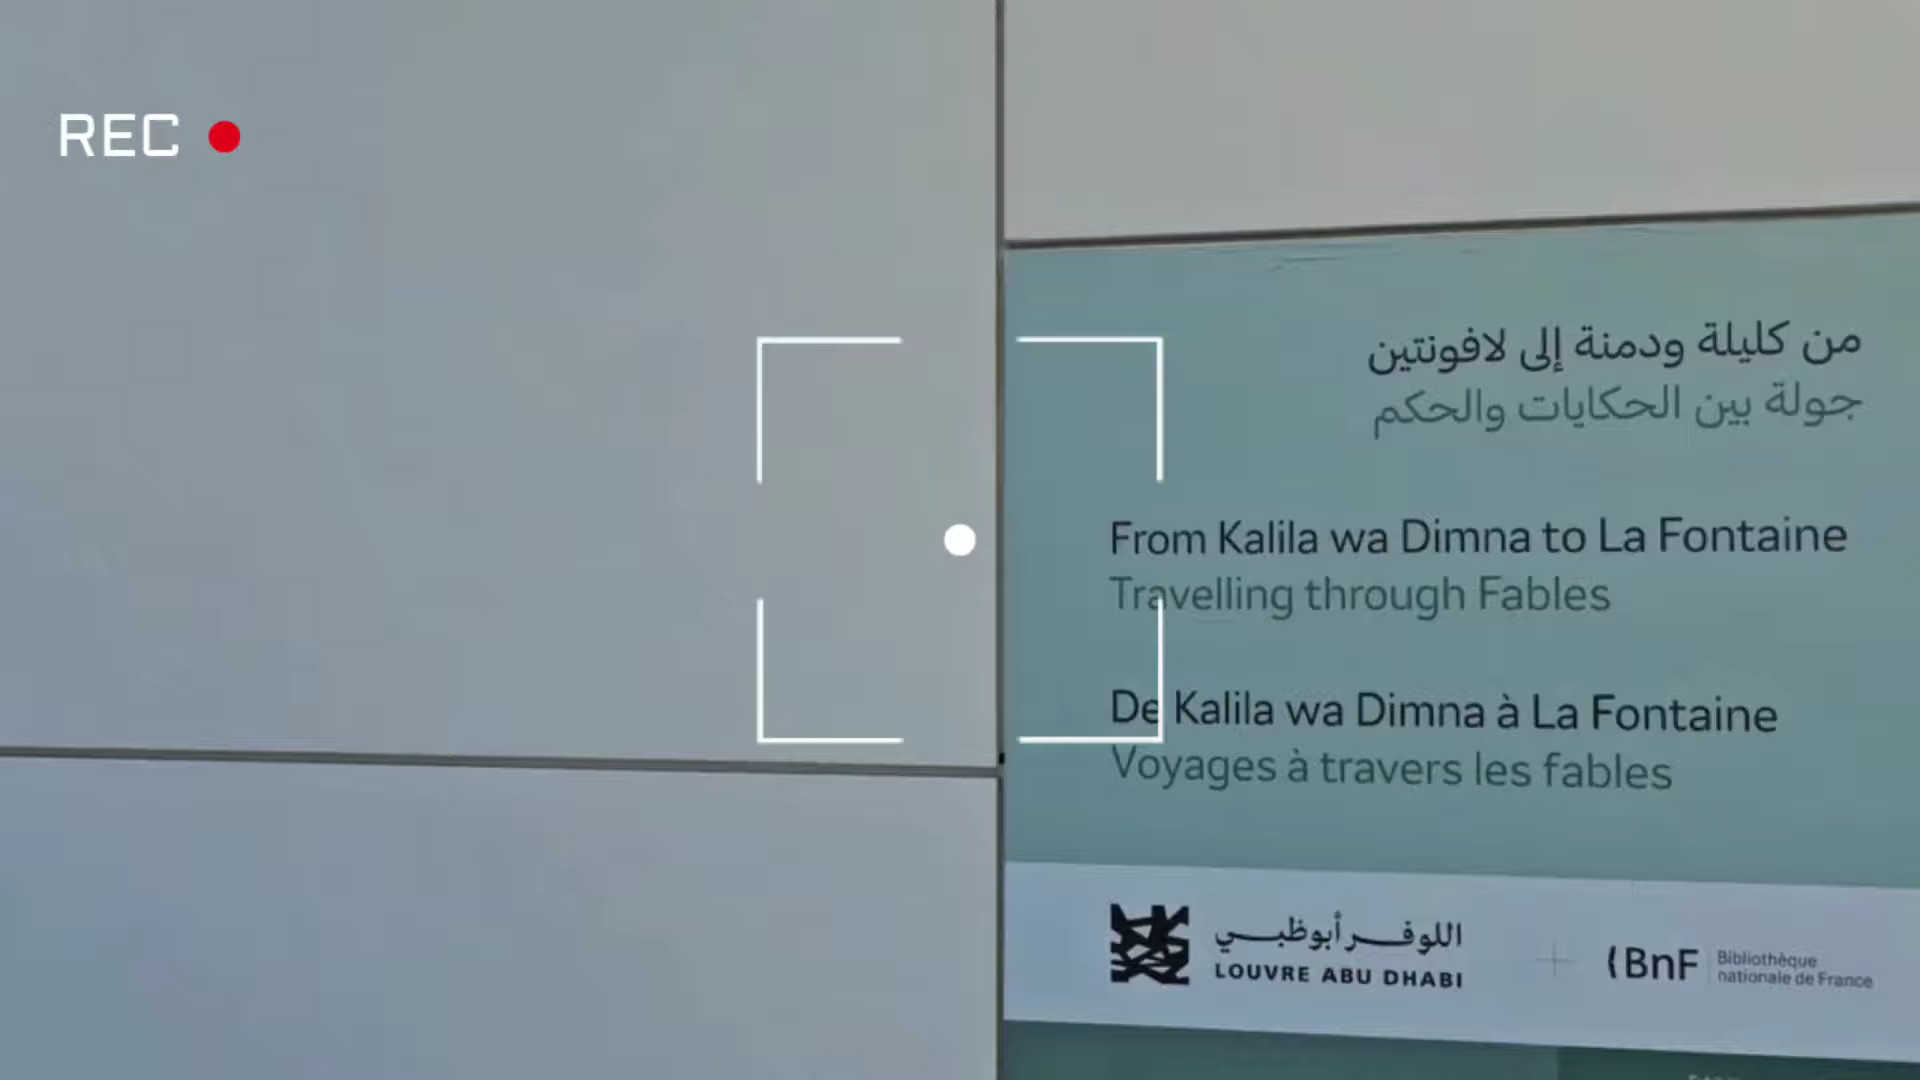 REC
من كليلة ودمنة إلى لافونتين
جولة بين الحكايات والحكم
From Kalila wa Dimna to La Fontaine
Travelling through Fables
De Kalila wa Dimna à La Fontaine
Voyages à travers les fables
اللوفر أبوظبي
LOUVRE ABU DHABI
BnF
Bibliothèque
nationale de France